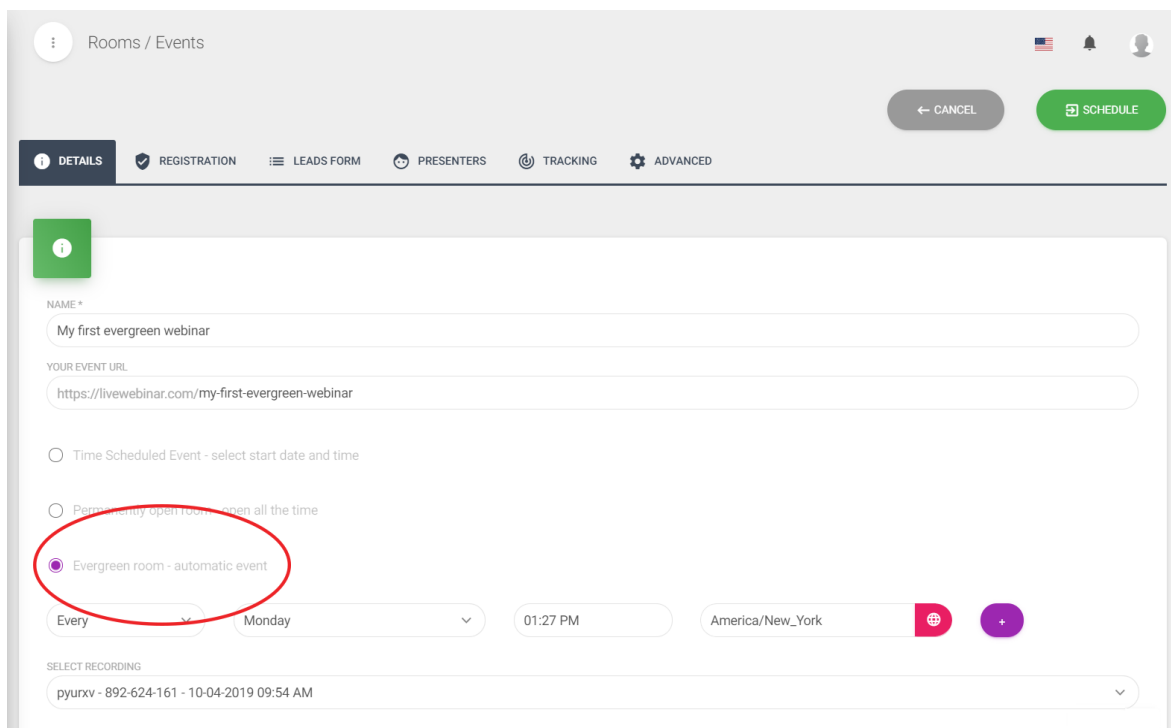 Rooms / Events
CANCEL
SCHEDULE
DETAILS REGISTRATION LEADS FORM PRESENTERS TRACKING ADVANCED
NAME *
My first evergreen webinar
YOUR EVENT URL
https://livewebinar.com/my-first-evergreen-webinar
Time Scheduled Event - select start date and time
Permanently open room - open all the time
Evergreen room - automatic event
Every Monday 01:27 PM America/New_York +
SELECT RECORDING
pyurxv - 892-624-161 - 10-04-2019 09:54 AM